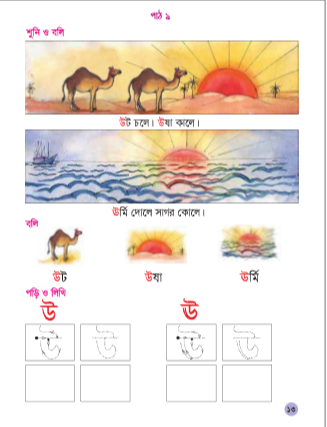 পাঠ ৯
শুনি ও বলি
উট চলে। ঊষা কালে।
ঊর্মি দোলে সাগর কোলে।
বলি
উট ঊষা ঊর্মি
পড়ি ও লিখি
উ ঊ
উ উ ঊ ঊ
১৩